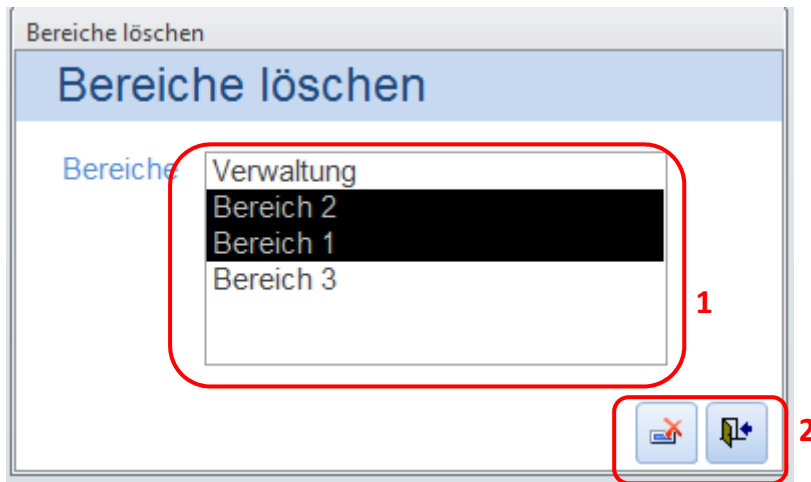 Bereiche löschen
Bereiche löschen
Bereiche
Verwaltung
Bereich 2
Bereich 1
Bereich 3
1
2